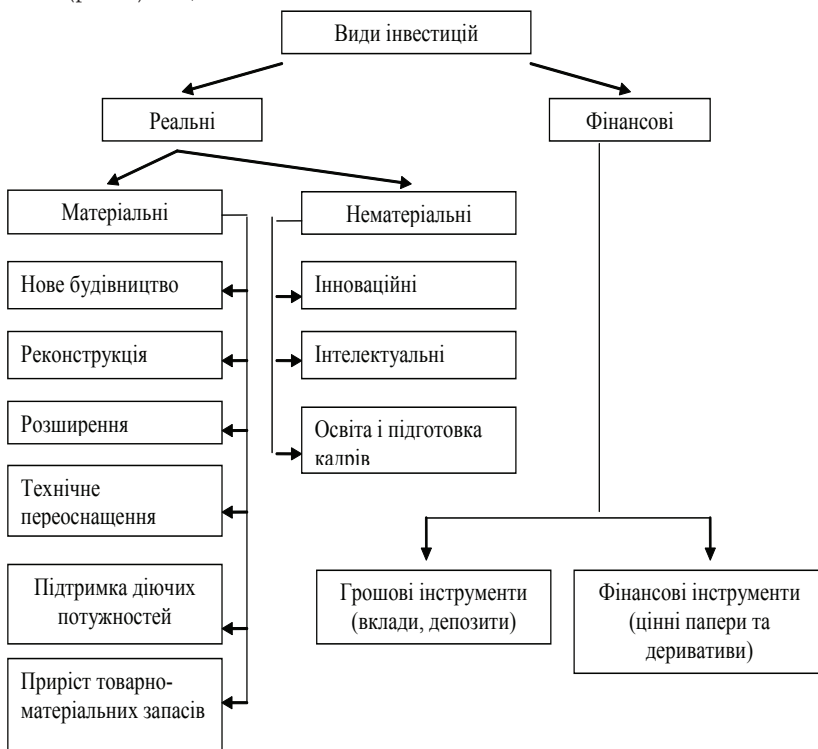 Види інвестицій
Реальні
Фінансові
Матеріальні
Нематеріальні
Нове будівництво
Інноваційні
Реконструкція
Інтелектуальні
Розширення
Освіта і підготовка
кадрів
Технічне
переоснащення
Підтримка діючих
потужностей
Грошові інструменти
(вклади, депозити)
Фінансові інструменти
(цінні папери та
деривативи)
Приріст товарно-
матеріальних запасів